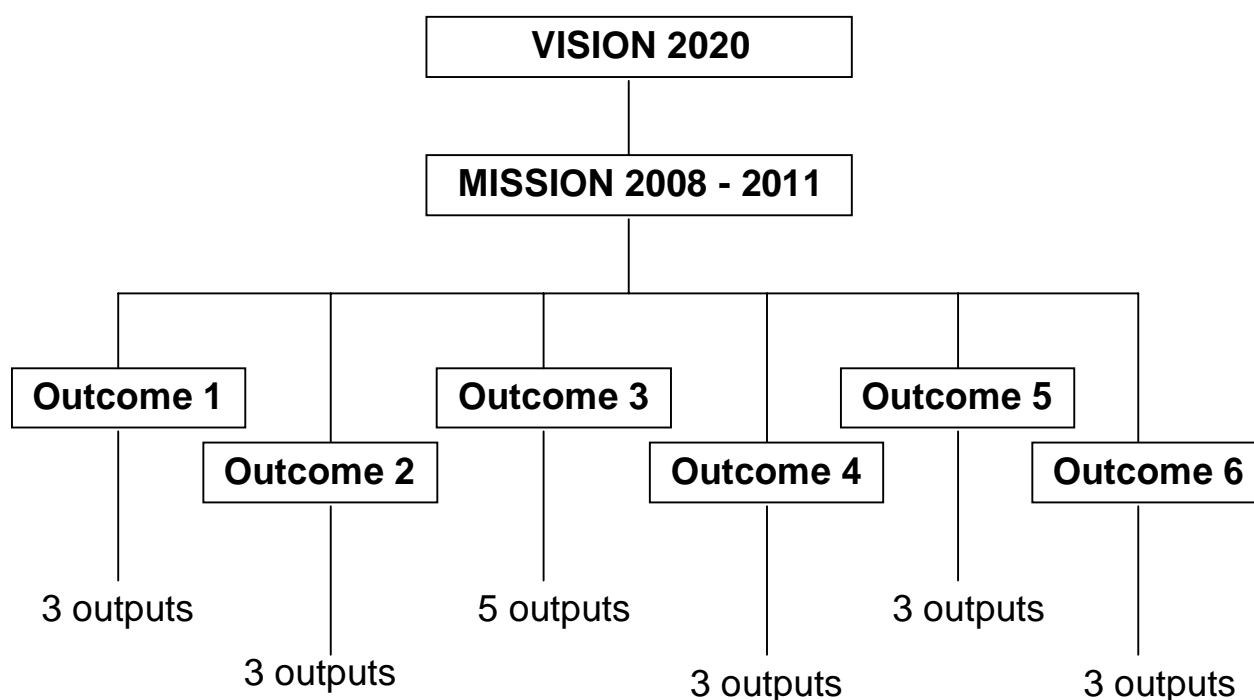 VISION 2020
MISSION 2008 - 2011
Outcome 1
Outcome 2
Outcome 3
Outcome 4
Outcome 5
Outcome 6
3 outputs
3 outputs
5 outputs
3 outputs
3 outputs
3 outputs